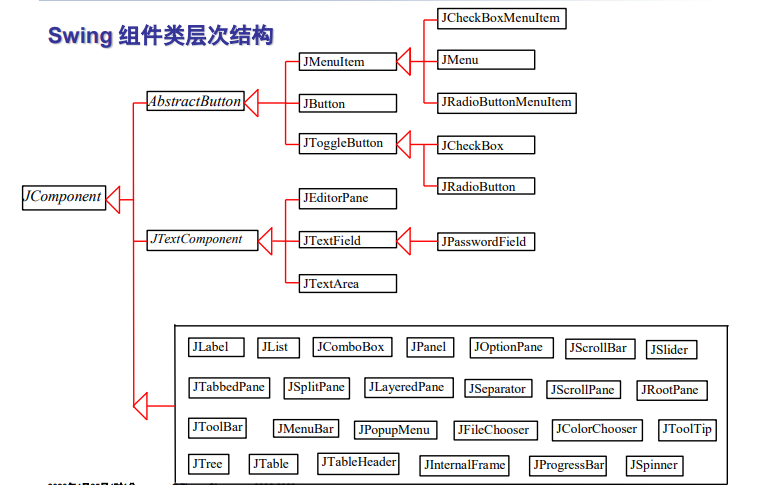 Swing 组件类层次结构
JCheckBoxMenuItem
JMenuItem
JMenu
AbstractButton
JButton
JRadioButtonMenuItem
JToggleButton
JCheckBox
JRadioButton
JComponent
JEditorPane
JTextComponent
JTextField
JPasswordField
JTextArea
JLabel JList JComboBox JPanel JOptionPane JScrollBar JSlider
JTabbedPane JSplitPane JLayeredPane JSeparator JScrollPane JRootPane
JToolBar JMenuBar JPopupMenu JFileChooser JColorChooser JToolTip
JTree JTable JTableHeader JInternalFrame JProgressBar JSpinner